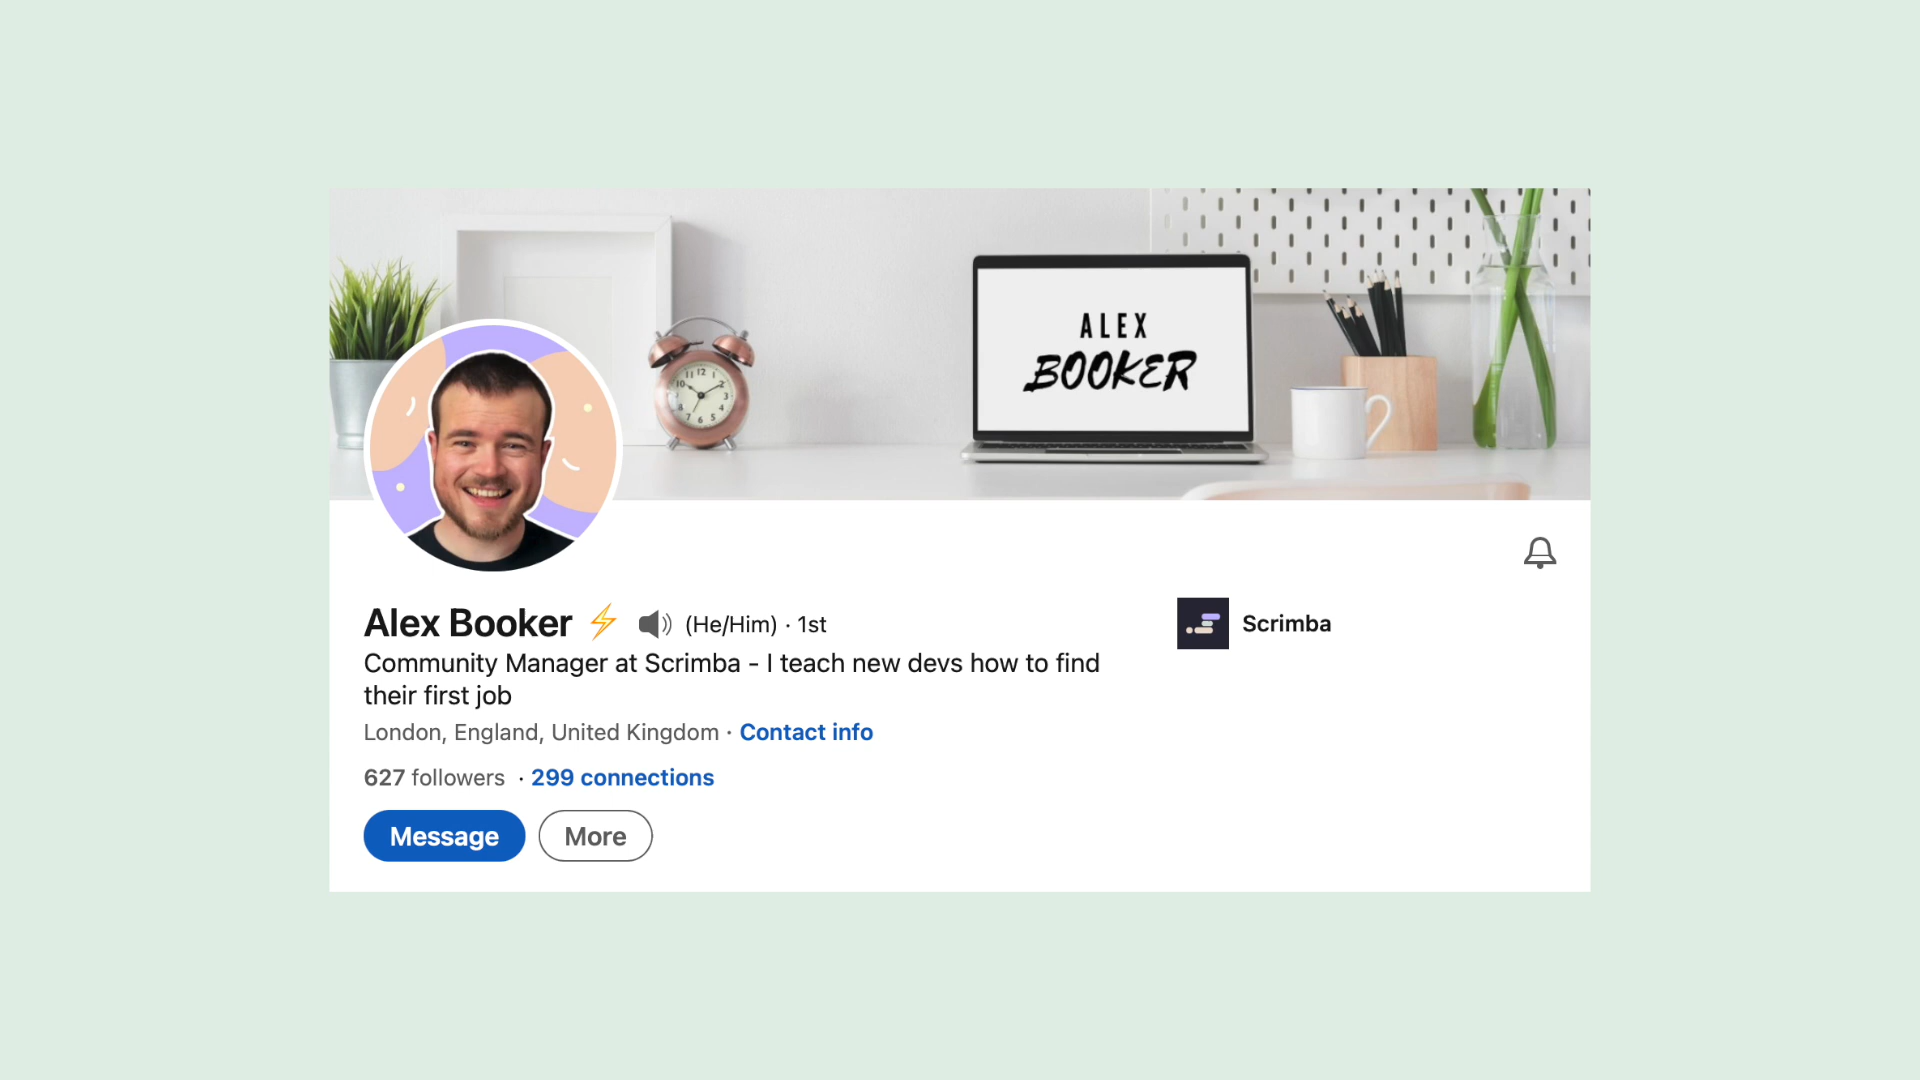 ALEX
BOOKER
Alex Booker ⚡ (He/Him) · 1st
Scrimba
Community Manager at Scrimba - I teach new devs how to find
their first job
London, England, United Kingdom · Contact info
627 followers · 299 connections
Message
More